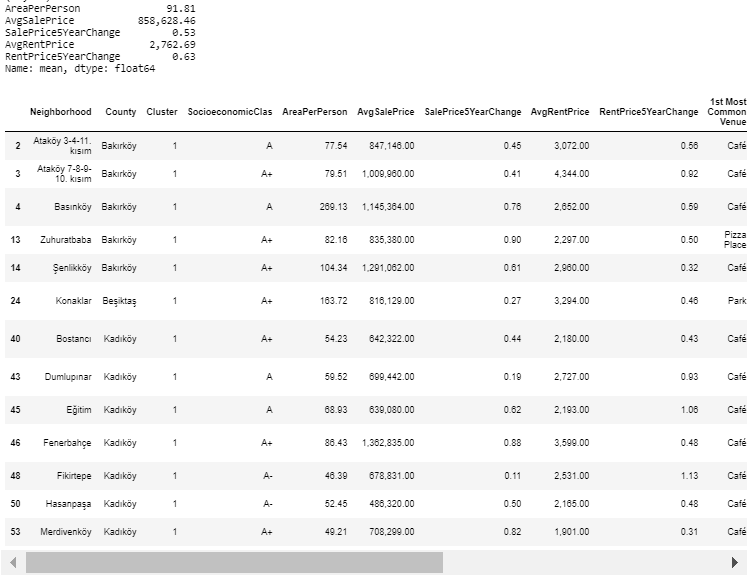 AreaPerPerson 91.81
AvgSalePrice 858,628.46
SalePrice5YearChange 0.53
AvgRentPrice 2,762.69
RentPrice5YearChange 0.63
Name: mean, dtype: float64
Neighborhood County Cluster SocioeconomicClas AreaPerPerson AvgSalePrice SalePrice5YearChange AvgRentPrice RentPrice5YearChange 1st Most Common Venue
2 Ataköy 3-4-11. kısım Bakırköy 1 A 77.54 847,146.00 0.45 3,072.00 0.56 Café
3 Ataköy 7-8-9-10. kısım Bakırköy 1 A+ 79.51 1,009,960.00 0.41 4,344.00 0.92 Café
4 Basınköy Bakırköy 1 A 269.13 1,145,364.00 0.76 2,652.00 0.59 Café
13 Zuhuratbaba Bakırköy 1 A+ 82.16 835,380.00 0.90 2,297.00 0.50 Pizza Place
14 Şenlikköy Bakırköy 1 A+ 104.34 1,291,062.00 0.61 2,960.00 0.32 Café
24 Konaklar Beşiktaş 1 A+ 163.72 816,129.00 0.27 3,294.00 0.46 Park
40 Bostancı Kadıköy 1 A+ 54.23 642,322.00 0.44 2,180.00 0.43 Café
43 Dumlupınar Kadıköy 1 A 59.52 699,442.00 0.19 2,727.00 0.93 Café
45 Eğitim Kadıköy 1 A 68.93 639,080.00 0.62 2,193.00 1.06 Café
46 Fenerbahçe Kadıköy 1 A+ 86.43 1,362,835.00 0.88 3,599.00 0.48 Café
48 Fikirtepe Kadıköy 1 A- 46.39 678,831.00 0.11 2,531.00 1.13 Café
50 Hasanpaşa Kadıköy 1 A- 52.45 486,320.00 0.50 2,165.00 0.48 Café
53 Merdivenköy Kadıköy 1 A+ 49.21 708,299.00 0.82 1,901.00 0.31 Café